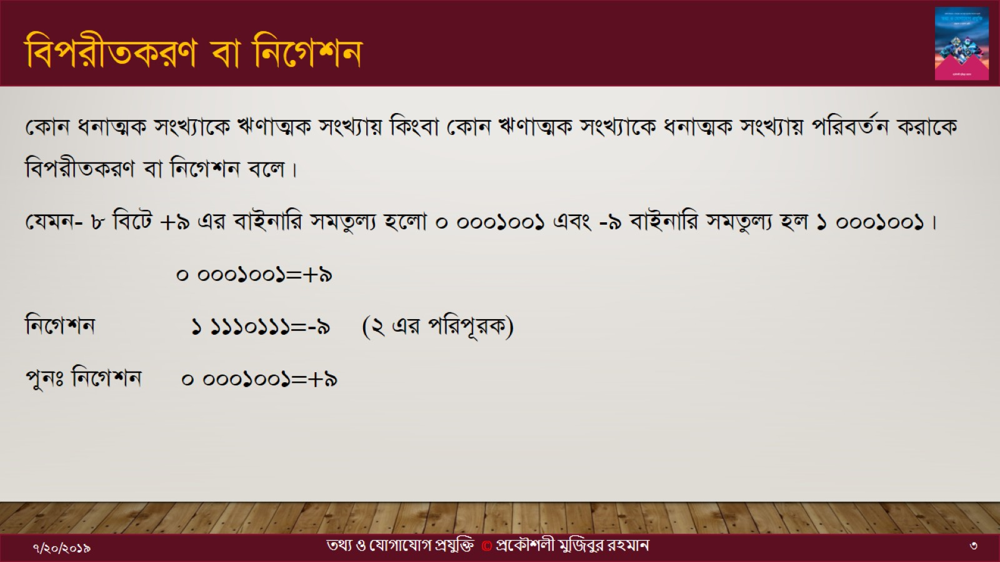 বিপরীতকরণ বা নিগেশন
কোন ধনাত্মক সংখ্যাকে ঋণাত্মক সংখ্যায় কিংবা কোন ঋণাত্মক সংখ্যাকে ধনাত্মক সংখ্যায় পরিবর্তন করাকে
বিপরীতকরণ বা নিগেশন বলে।
যেমন- ৮ বিটে +৯ এর বাইনারি সমতুল্য হলো ০ ০০০১০০১ এবং -৯ বাইনারি সমতুল্য হল ১ ০০০১০০১।
০ ০০০১০০১=+৯
নিগেশন ১ ১১১০১১১=-৯ (২ এর পরিপূরক)
পুনঃ নিগেশন ০ ০০০১০০১=+৯
৭/২০/২০১৯ তথ্য ও যোগাযোগ প্রযুক্তি © প্রকৌশলী মুজিবুর রহমান ৩